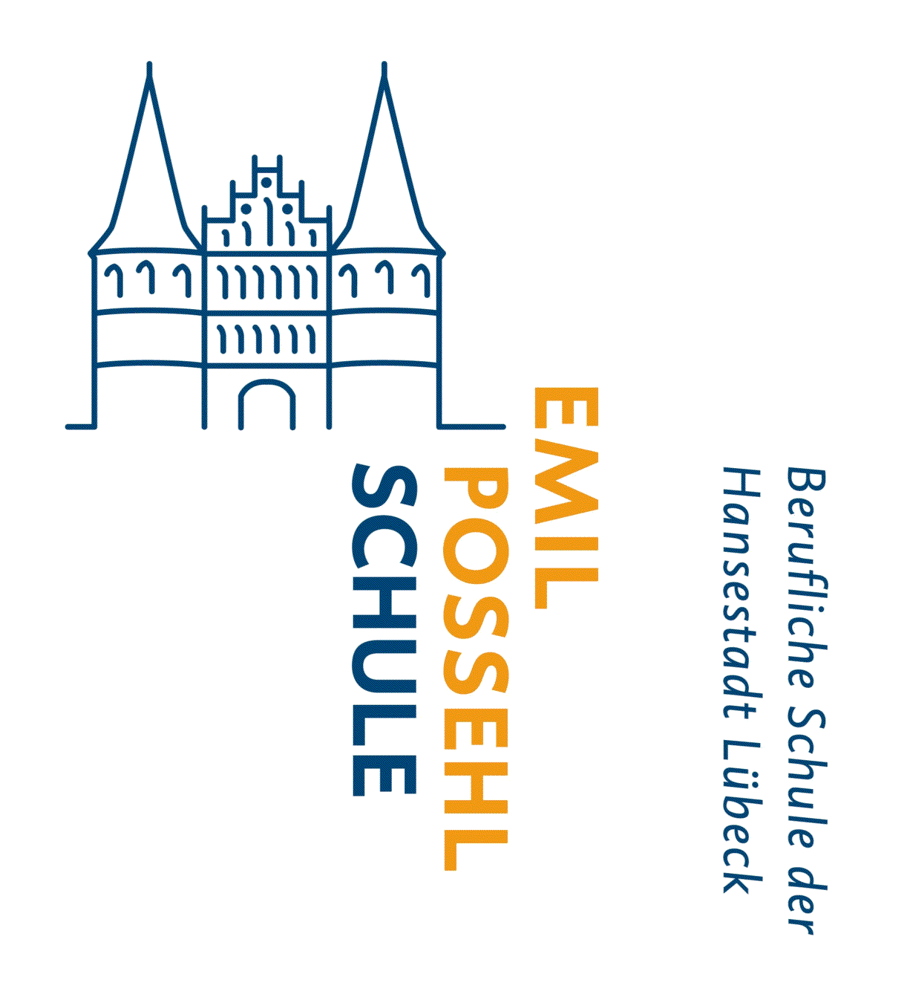 EMIL
POSSEHL
SCHULE
Berufliche Schule der
Hansestadt Lübeck